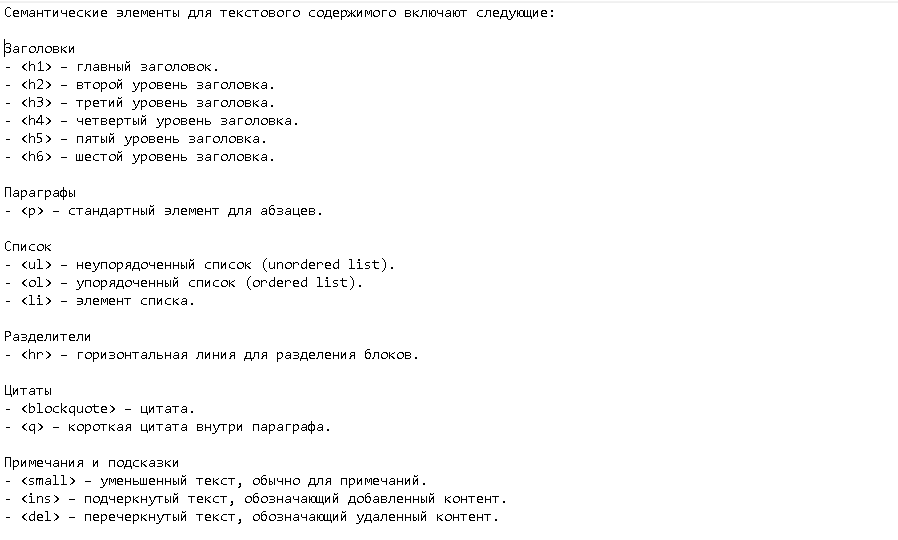 Семантические элементы для текстового содержимого включают следующие:
Заголовки
- <h1> – главный заголовок.
- <h2> – второй уровень заголовка.
- <h3> – третий уровень заголовка.
- <h4> – четвертый уровень заголовка.
- <h5> – пятый уровень заголовка.
- <h6> – шестой уровень заголовка.
Параграфы
- <p> – стандартный элемент для абзацев.
Список
- <ul> – неупорядоченный список (unordered list).
- <ol> – упорядоченный список (ordered list).
- <li> – элемент списка.
Разделители
- <hr> – горизонтальная линия для разделения блоков.
Цитаты
- <blockquote> – цитата.
- <q> – короткая цитата внутри параграфа.
Примечания и подсказки
- <small> – уменьшенный текст, обычно для примечаний.
- <ins> – подчеркнутый текст, обозначающий добавленный контент.
- <del> – перечеркнутый текст, обозначающий удаленный контент.